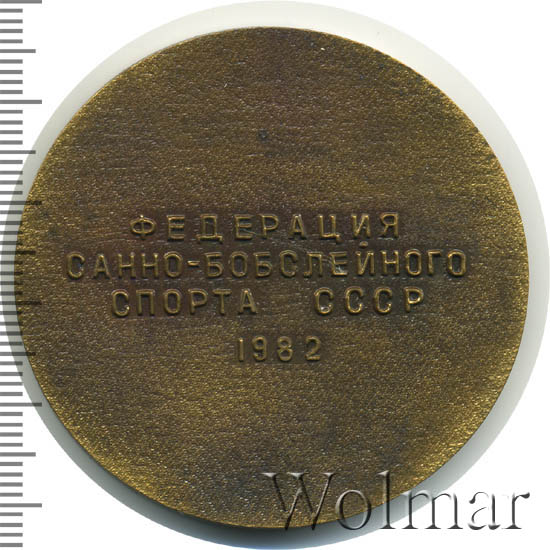 ФЕДЕРАЦИЯ
САННО-БОБСЛЕЙНОГО
СПОРТА СССР
1982
Wolmar